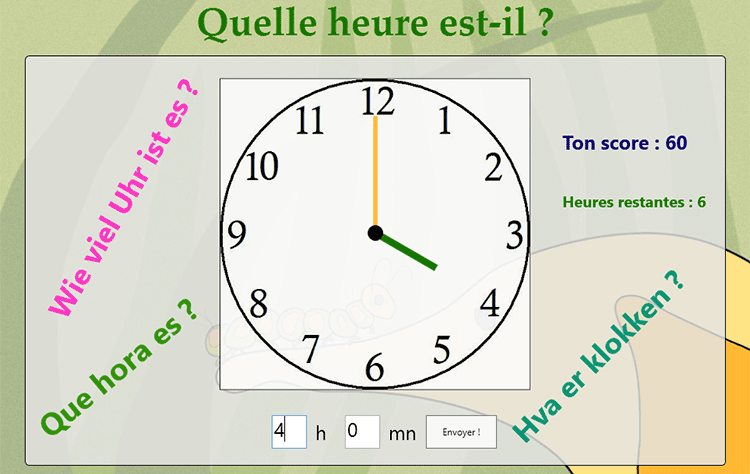 Quelle heure est-il ?
Wie viel Uhr ist es ?
Que hora es ?
12
1
2
3
4
5
6
7
8
9
10
11
Ton score : 60
Heures restantes : 6
Hva er klokken ?
4 h 0 mn Envoyer !